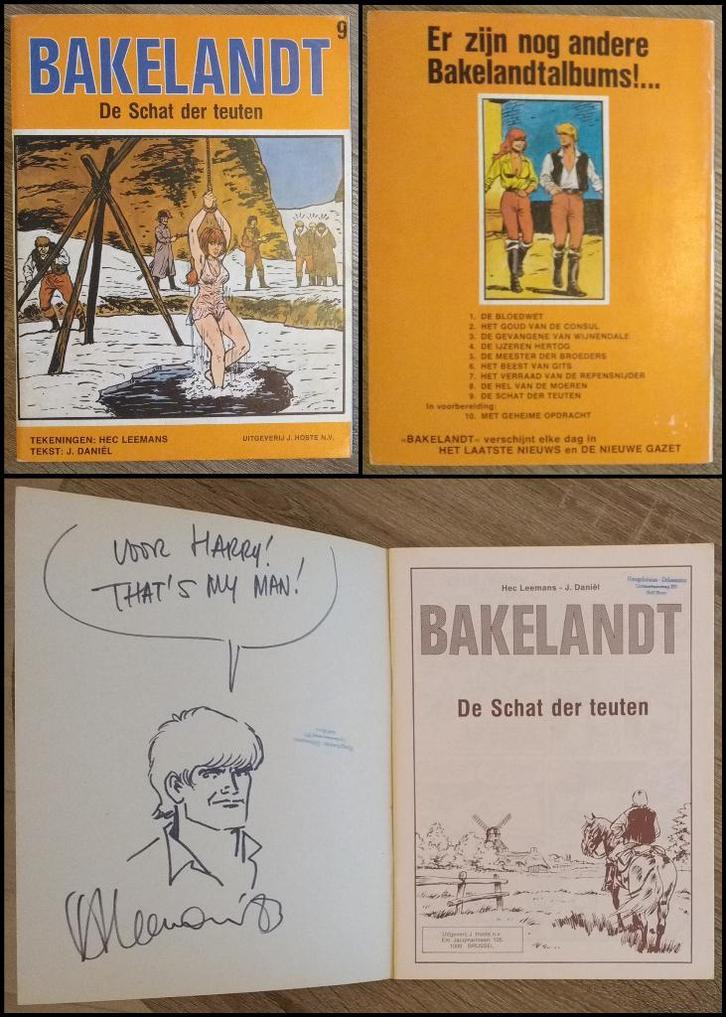 9
BAKELANDT
De Schat der teuten
TEKENINGEN: HEC LEEMANS
TEKST: J. DANIËL
UITGEVERIJ J. HOSTE N.V.
Er zijn nog andere
Bakelandtalbums!...
1. DE BLOEDWET
2. HET GOUD VAN DE CONSUL
3. DE GEVANGENE VAN WIJNENDALE
4. DE IJZEREN HERTOG
5. DE MEESTER DER BROEDERS
6. HET BEEST VAN GITS
7. HET VERRAAD VAN DE REPENSNIJDER
8. DE HEL VAN DE MOEREN
9. DE SCHAT DER TEUTEN
In voorbereiding:
10. MET GEHEIME OPDRACHT
«BAKELANDT» verschijnt elke dag in
HET LAATSTE NIEUWS en DE NIEUWE GAZET
VOOR HARRY!
THAT'S MY MAN!
HLeemans
Hec Leemans - J. Daniël
BAKELANDT
De Schat der teuten
Uitgeverij J. Hoste n.v.
Em. Jacqmainlaan 105
1000 BRUSSEL